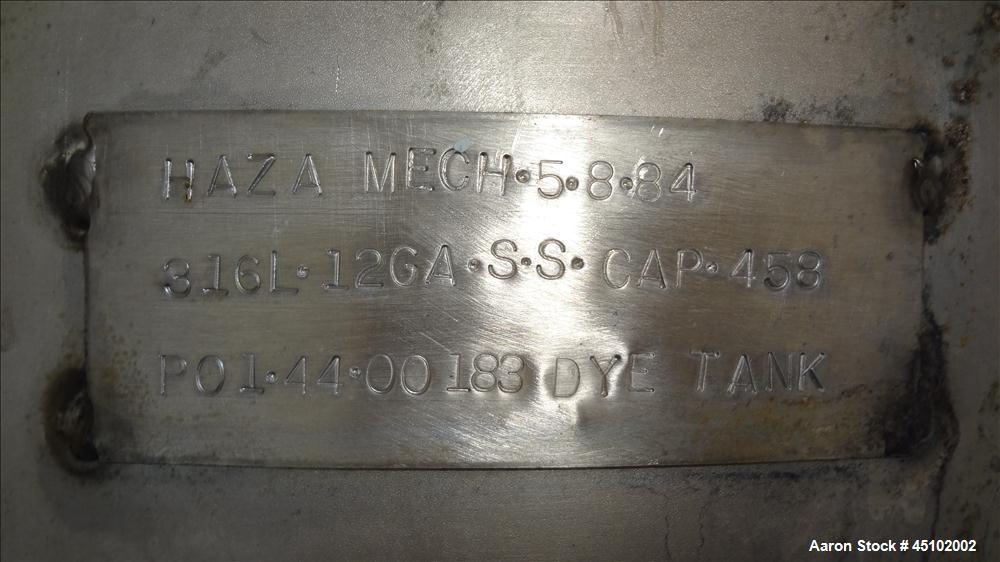 HAZA MECH·5·8·84
316L·12GA·S·S·CAP·458
PO1·44·00183 DYE TANK
Aaron Stock # 45102002